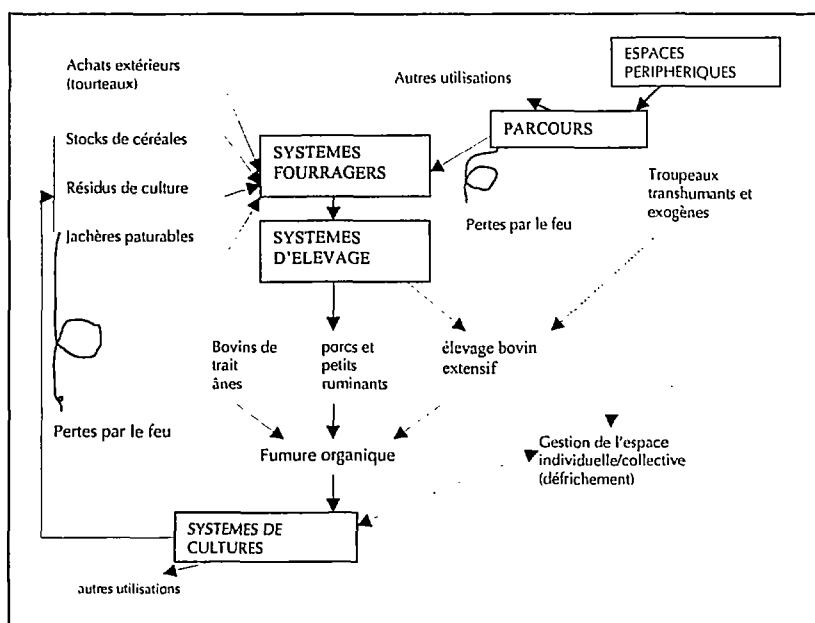 ESPACES
PERIPHERIQUES
Achats extérieurs
(tourteaux)
Autres utilisations
PARCOURS
Stocks de céréales
SYSTEMES
FOURRAGERS
Résidus de culture
Troupeaux
transhumants et
exogènes
Pertes par le feu
Jachères paturables
SYSTEMES
D'ELEVAGE
Bovins de
trait
ânes
porcs et
petits
ruminants
élevage bovin
extensif
Pertes par le feu
Fumure organique
Gestion de l'espace
individuelle/collective
(défrichement)
SYSTEMES DE
CULTURES
autres utilisations